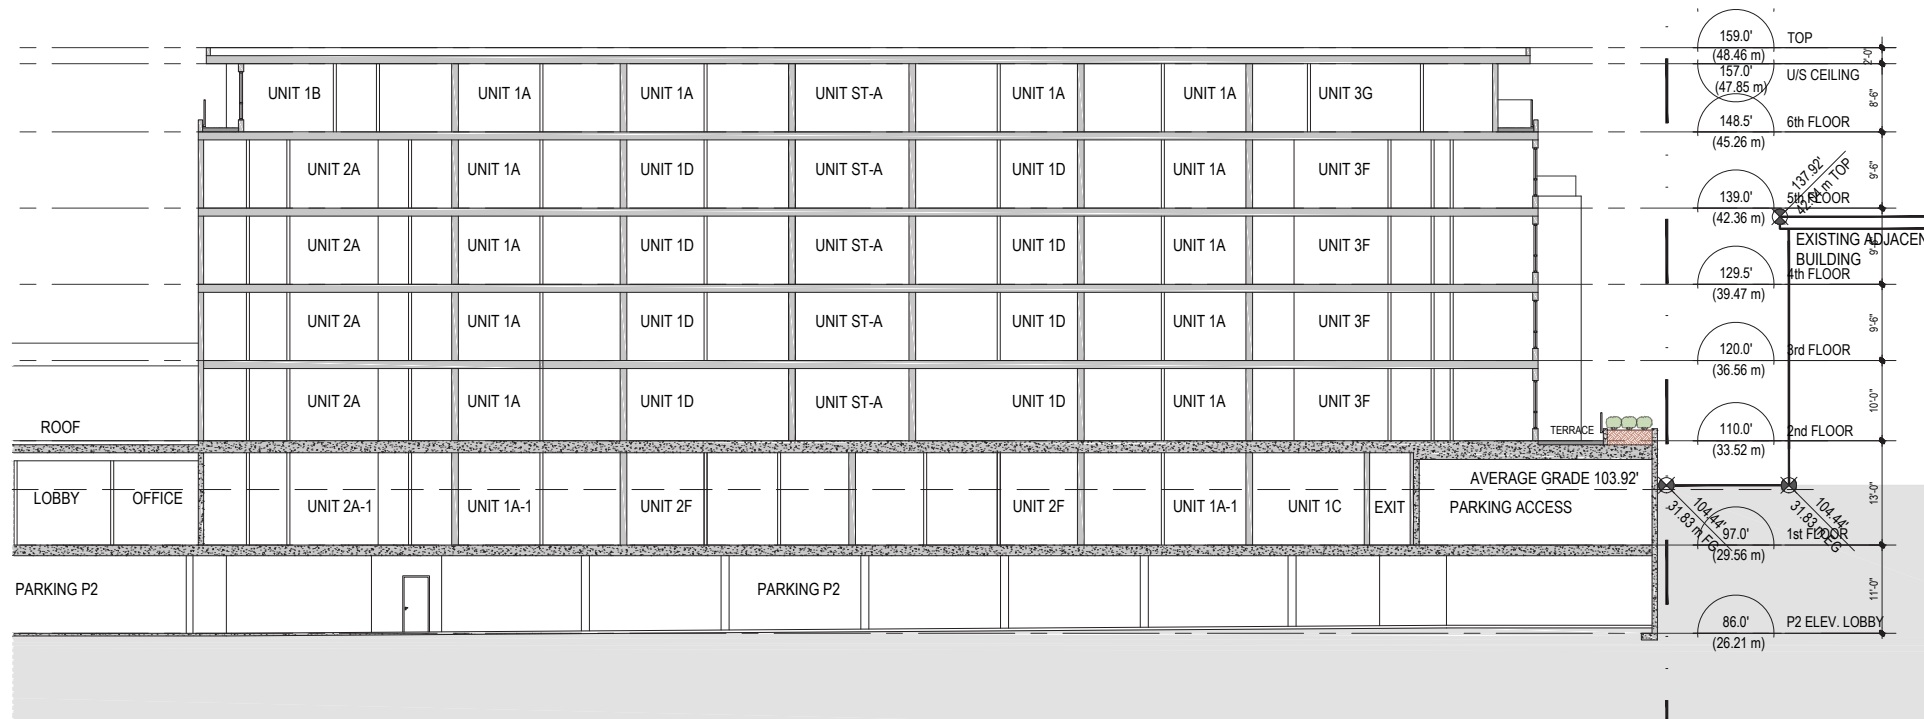 159.0' TOP
(48.46 m)
2'-0"
157.0' U/S CEILING
(47.85 m)
UNIT 1B UNIT 1A UNIT 1A UNIT ST-A UNIT 1A UNIT 1A UNIT 3G
8'-6"
148.5' 6th FLOOR
(45.26 m)
UNIT 2A UNIT 1A UNIT 1D UNIT ST-A UNIT 1D UNIT 1A UNIT 3F
9'-6"
137.92'
m TOP
139.0' 5th FLOOR
(42.36 m)
UNIT 2A UNIT 1A UNIT 1D UNIT ST-A UNIT 1D UNIT 1A UNIT 3F
EXISTING ADJACEN
BUILDING
129.5' 4th FLOOR
(39.47 m)
UNIT 2A UNIT 1A UNIT 1D UNIT ST-A UNIT 1D UNIT 1A UNIT 3F
9'-6"
120.0' 3rd FLOOR
(36.56 m)
UNIT 2A UNIT 1A UNIT 1D UNIT ST-A UNIT 1D UNIT 1A UNIT 3F
10'-0"
ROOF
TERRACE
110.0' 2nd FLOOR
(33.52 m)
AVERAGE GRADE 103.92'
LOBBY OFFICE UNIT 2A-1 UNIT 1A-1 UNIT 2F UNIT 2F UNIT 1A-1 UNIT 1C EXIT PARKING ACCESS
13'-0"
104.44'
31.83 m FG
104.44'
31.83 m
97.0' 1st FLOOR
(29.56 m)
PARKING P2 PARKING P2
11'-0"
86.0' P2 ELEV. LOBBY
(26.21 m)